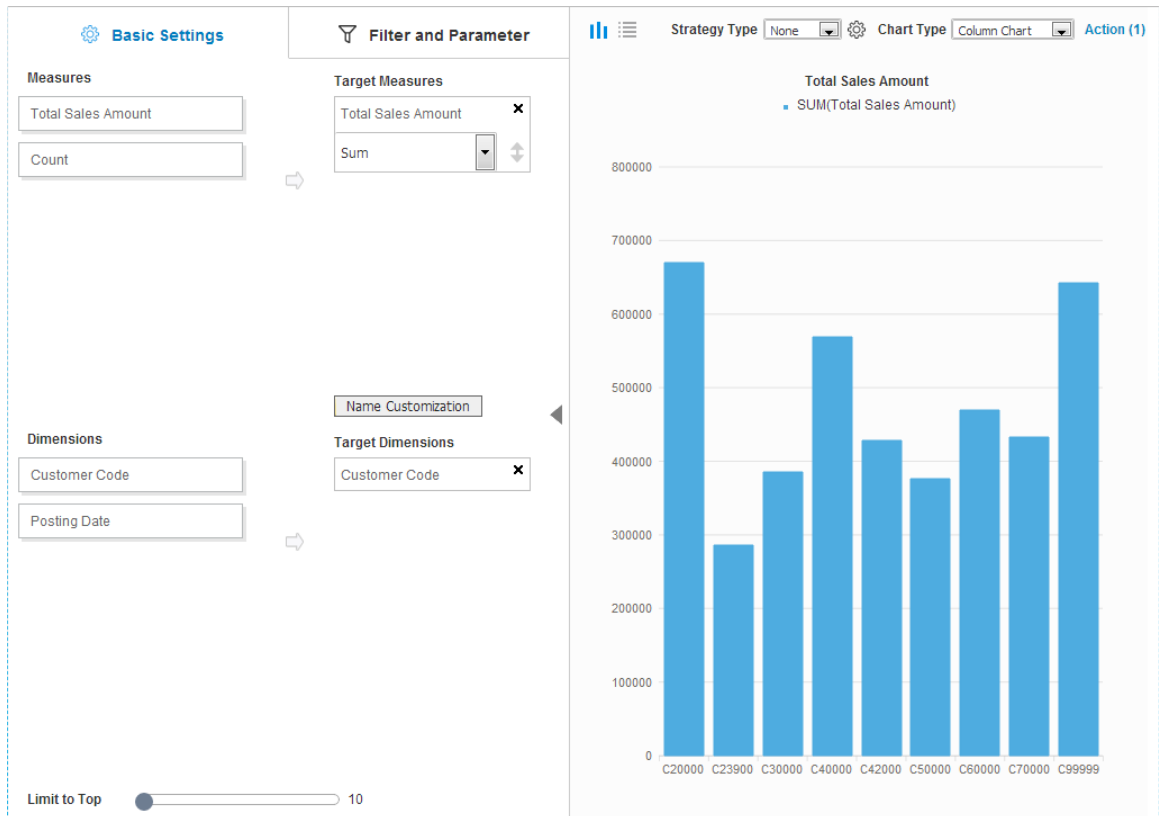 Basic Settings
Filter and Parameter
Measures
Total Sales Amount
Count
Target Measures
Total Sales Amount
Sum
Name Customization
Dimensions
Customer Code
Posting Date
Target Dimensions
Customer Code
Limit to Top 10
Strategy Type None Chart Type Column Chart Action (1)
Total Sales Amount
SUM(Total Sales Amount)
800000
700000
600000
500000
400000
300000
200000
100000
0
C20000 C23900 C30000 C40000 C42000 C50000 C60000 C70000 C99999